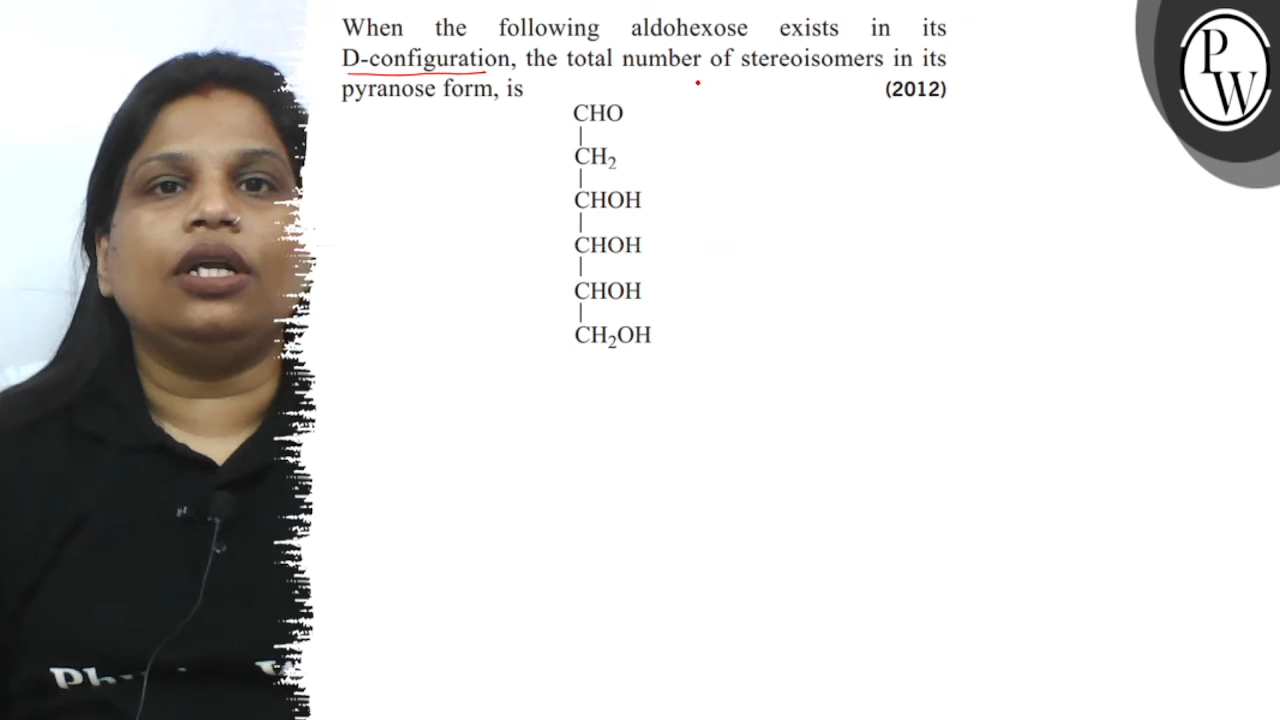 When the following aldohexose exists in its
D-configuration, the total number of stereoisomers in its
pyranose form, is (2012)
CHO
|
CH₂
|
CHOH
|
CHOH
|
CHOH
|
CH₂OH
P
W